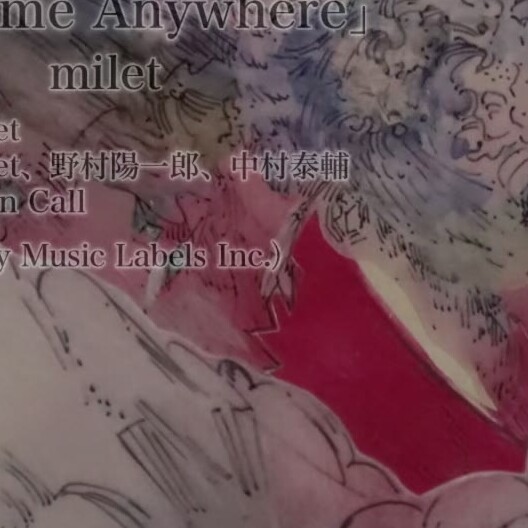 me Anywhere」
milet
et
et、野村陽一郎、中村泰輔
n Call
y Music Labels Inc.)